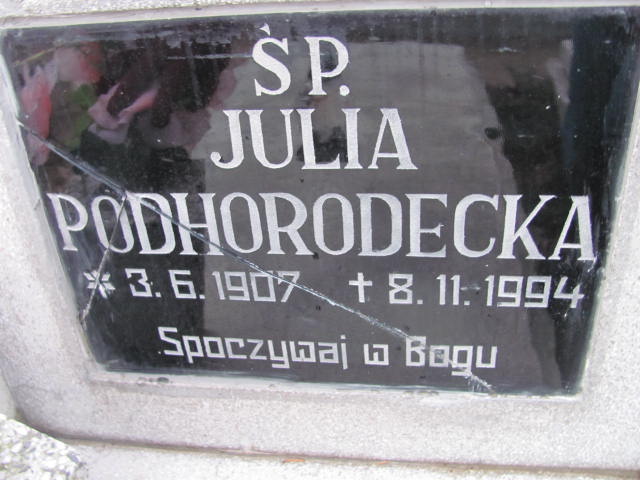 ŚP.
JULIA
PODHORODECKA
* 3.6.1907 † 8.11.1994
Spoczywaj w Bogu